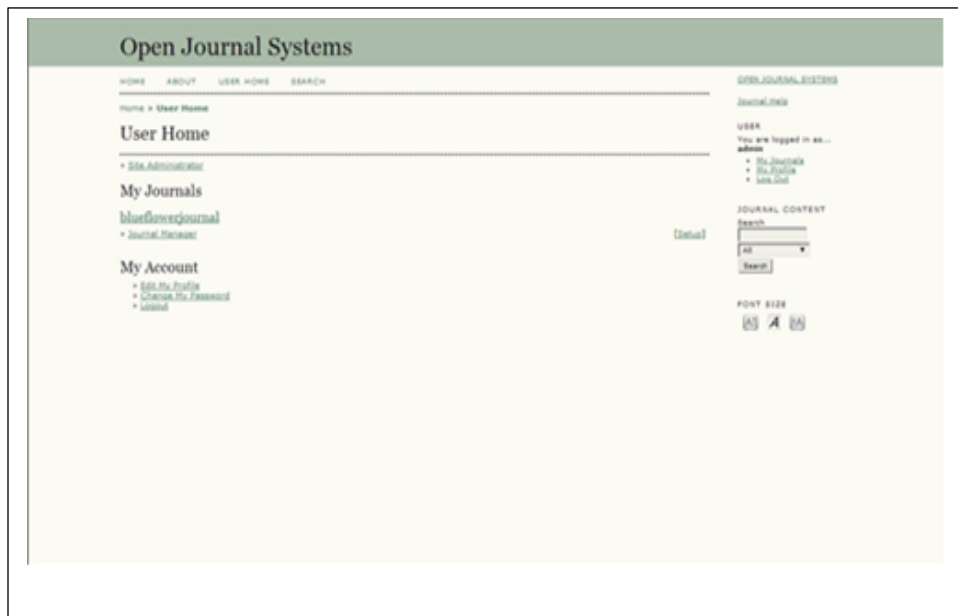 Open Journal Systems
HOME ABOUT USER HOME SEARCH
Home > User Home
User Home
» Site Administrator
My Journals
blueflowerjournal
» Journal Manager [Setup]
My Account
» Edit My Profile
» Change My Password
» Logout
OPEN JOURNAL SYSTEMS
Journal Help
USER
You are logged in as...
admin
My Journals
My Profile
Log Out
JOURNAL CONTENT
Search
All
Search
FONT SIZE
A A A